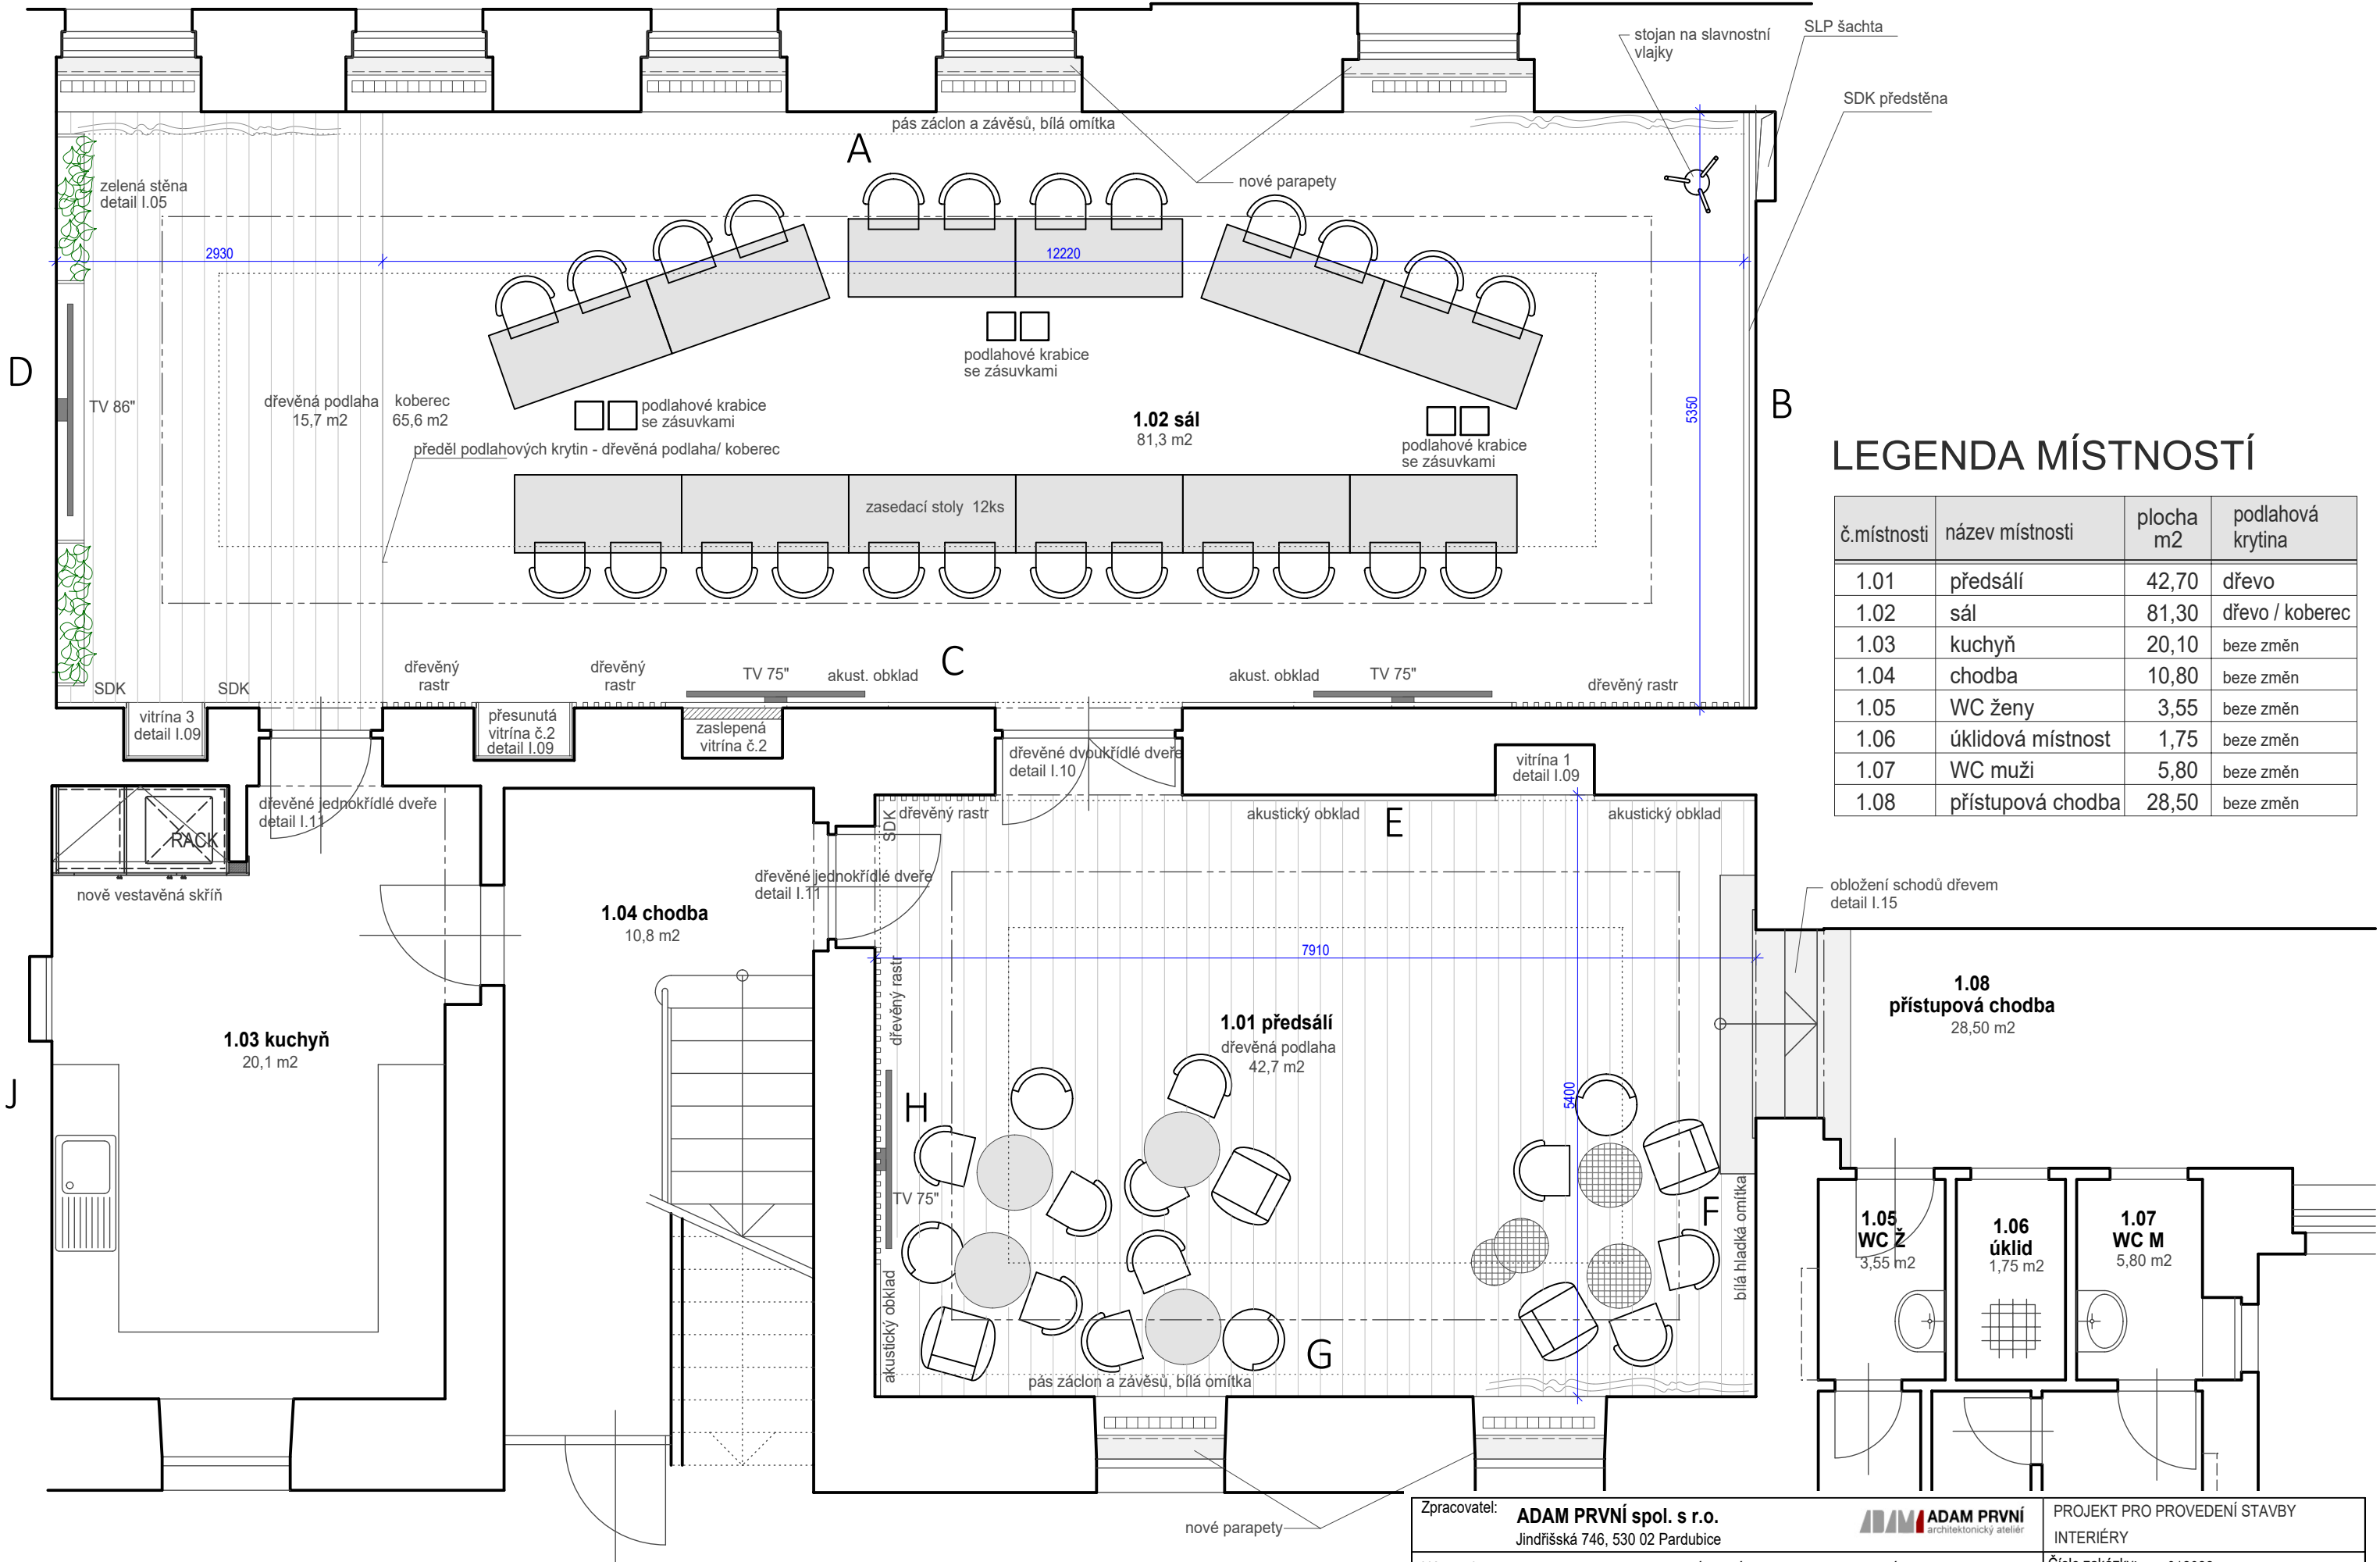 stojan na slavnostní
vlajky
SLP šachta
SDK předstěna
pás záclon a závěsů, bílá omítka
A
nové parapety
zelená stěna
detail I.05
2930
12220
5350
D
TV 86"
dřevěná podlaha
15,7 m2
koberec
65,6 m2
podlahové krabice
se zásuvkami
podlahové krabice
se zásuvkami
podlahové krabice
se zásuvkami
1.02 sál
81,3 m2
B
předěl podlahových krytin - dřevěná podlaha/ koberec
zasedací stoly 12ks
LEGENDA MÍSTNOSTÍ
č.místnosti název místnosti plocha m2 podlahová krytina
1.01 předsálí 42,70 dřevo
1.02 sál 81,30 dřevo / koberec
1.03 kuchyň 20,10 beze změn
1.04 chodba 10,80 beze změn
1.05 WC ženy 3,55 beze změn
1.06 úklidová místnost 1,75 beze změn
1.07 WC muži 5,80 beze změn
1.08 přístupová chodba 28,50 beze změn
C
SDK
SDK
dřevěný
rastr
dřevěný
rastr
TV 75"
akust. obklad
akust. obklad
TV 75"
dřevěný rastr
vitrína 3
detail I.09
přesunutá
vitrína č.2
detail I.09
zaslepená
vitrína č.2
dřevěné dvoukřídlé dveře
detail I.10
vitrína 1
detail I.09
dřevěné jednokřídlé dveře
detail I.11
RACK
nově vestavěná skříň
SDK
dřevěný rastr
akustický obklad
E
akustický obklad
dřevěné jednokřídlé dveře
detail I.11
1.04 chodba
10,8 m2
obložení schodů dřevem
detail I.15
7910
dřevěný rastr
1.08
přístupová chodba
28,50 m2
1.03 kuchyň
20,1 m2
1.01 předsálí
dřevěná podlaha
42,7 m2
5400
J
H
TV 75"
F
bílá hladká omítka
akustický obklad
1.05
WC Ž
3,55 m2
1.06
úklid
1,75 m2
1.07
WC M
5,80 m2
G
pás záclon a závěsů, bílá omítka
nové parapety
Zpracovatel:
ADAM PRVNÍ spol. s r.o.
Jindřišská 746, 530 02 Pardubice
ADAM ADAM PRVNÍ
architektonický ateliér
PROJEKT PRO PROVEDENÍ STAVBY
INTERIÉRY